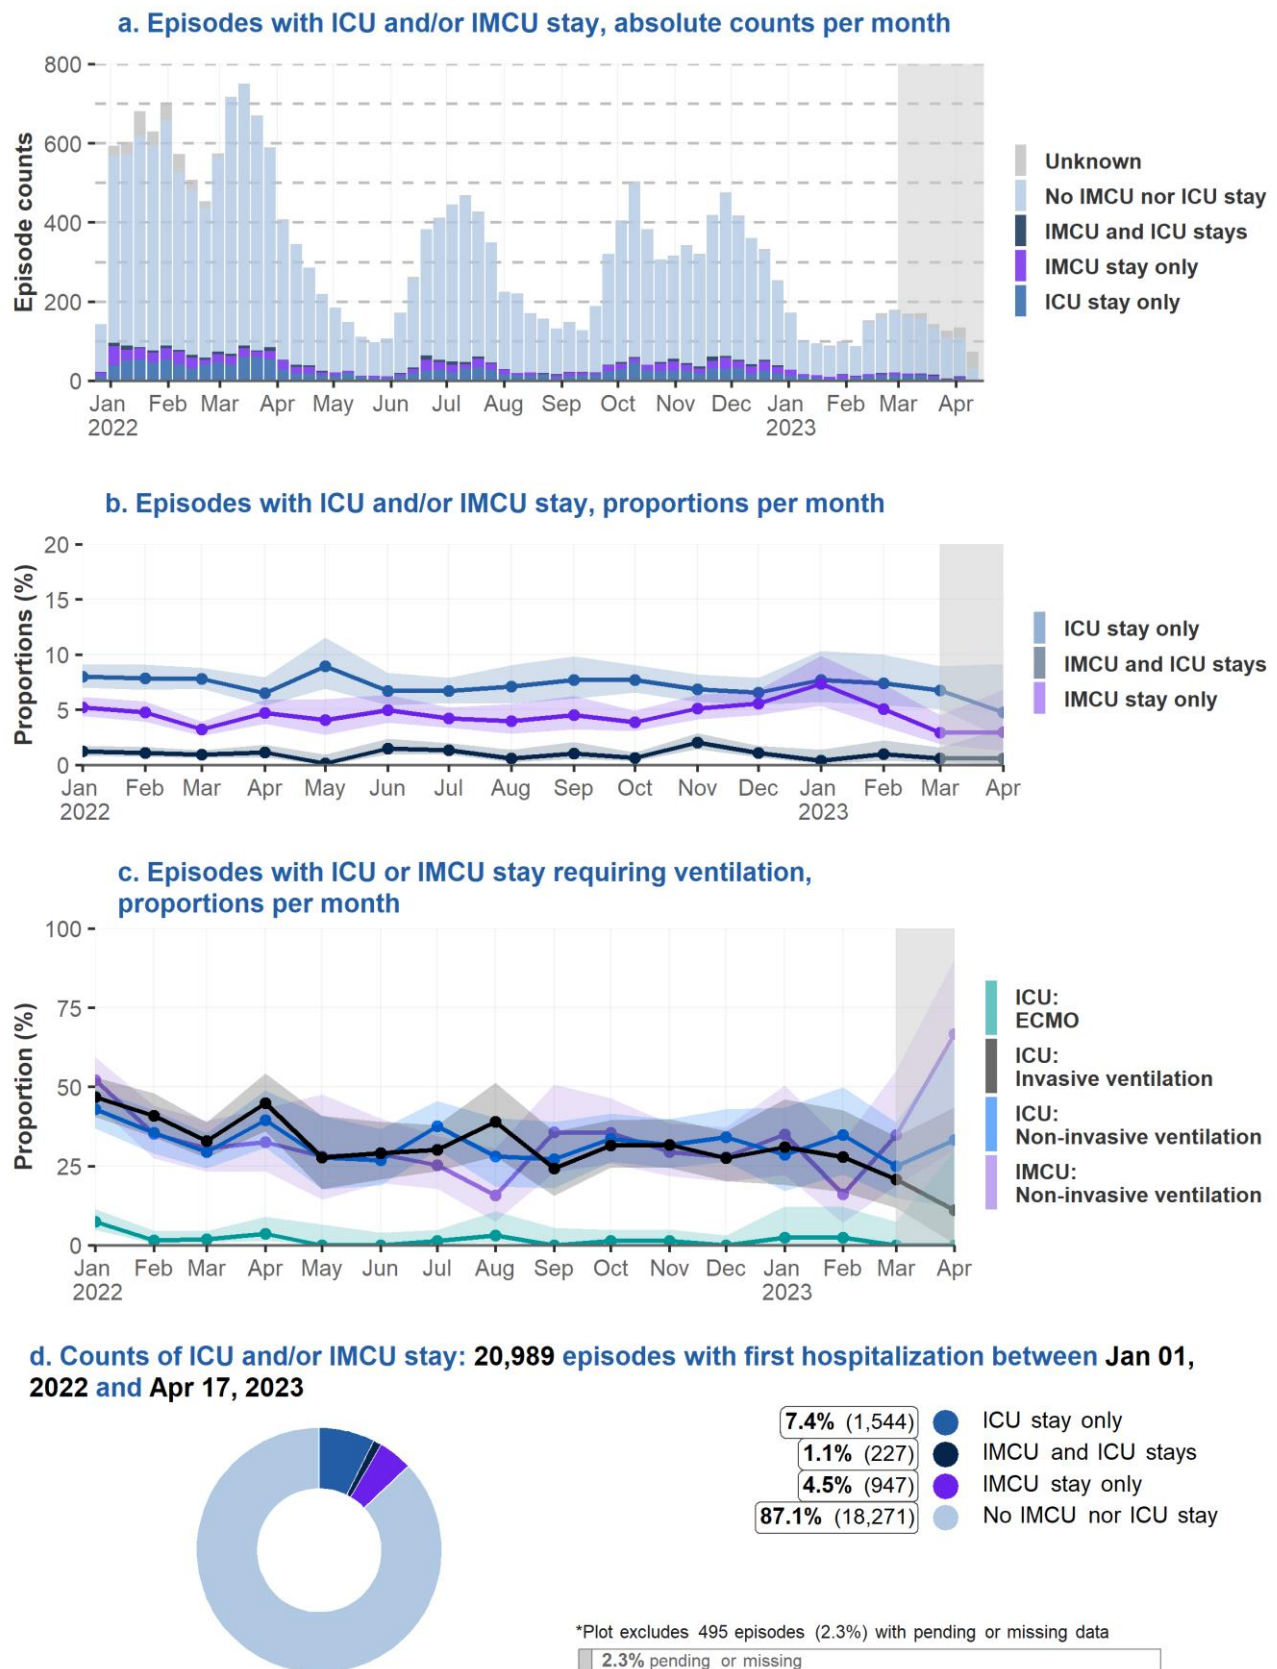 a. Episodes with ICU and/or IMCU stay, absolute counts per month
Episode counts
800
600
400
200
0
Jan Feb Mar Apr May Jun Jul Aug Sep Oct Nov Dec Jan Feb Mar Apr
2022 2023
Unknown
No IMCU nor ICU stay
IMCU and ICU stays
IMCU stay only
ICU stay only
b. Episodes with ICU and/or IMCU stay, proportions per month
Proportions (%)
20
15
10
5
0
Jan Feb Mar Apr May Jun Jul Aug Sep Oct Nov Dec Jan Feb Mar Apr
2022 2023
ICU stay only
IMCU and ICU stays
IMCU stay only
c. Episodes with ICU or IMCU stay requiring ventilation,
proportions per month
Proportion (%)
100
75
50
25
0
Jan Feb Mar Apr May Jun Jul Aug Sep Oct Nov Dec Jan Feb Mar Apr
2022 2023
ICU:
ECMO
ICU:
Invasive ventilation
ICU:
Non-invasive ventilation
IMCU:
Non-invasive ventilation
d. Counts of ICU and/or IMCU stay: 20,989 episodes with first hospitalization between Jan 01,
2022 and Apr 17, 2023
7.4% (1,544) ICU stay only
1.1% (227) IMCU and ICU stays
4.5% (947) IMCU stay only
87.1% (18,271) No IMCU nor ICU stay
*Plot excludes 495 episodes (2.3%) with pending or missing data
2.3% pending or missing